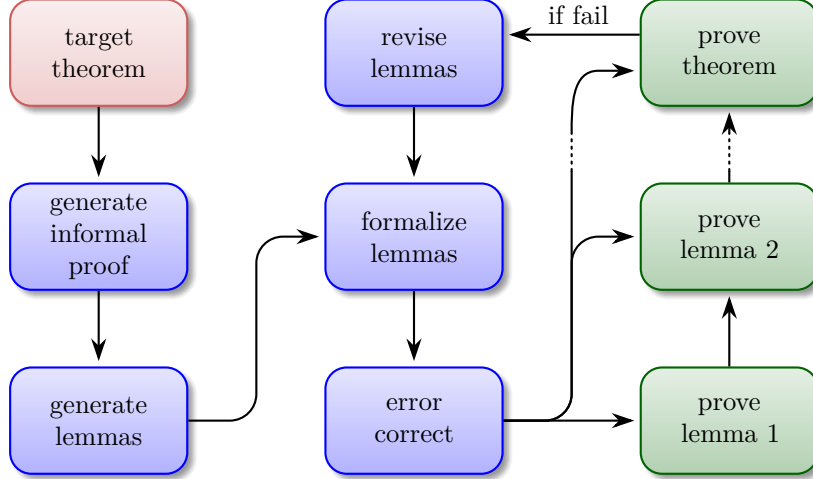 target
theorem
generate
informal
proof
generate
lemmas
revise
lemmas
formalize
lemmas
error
correct
if fail
prove
theorem
prove
lemma 2
prove
lemma 1